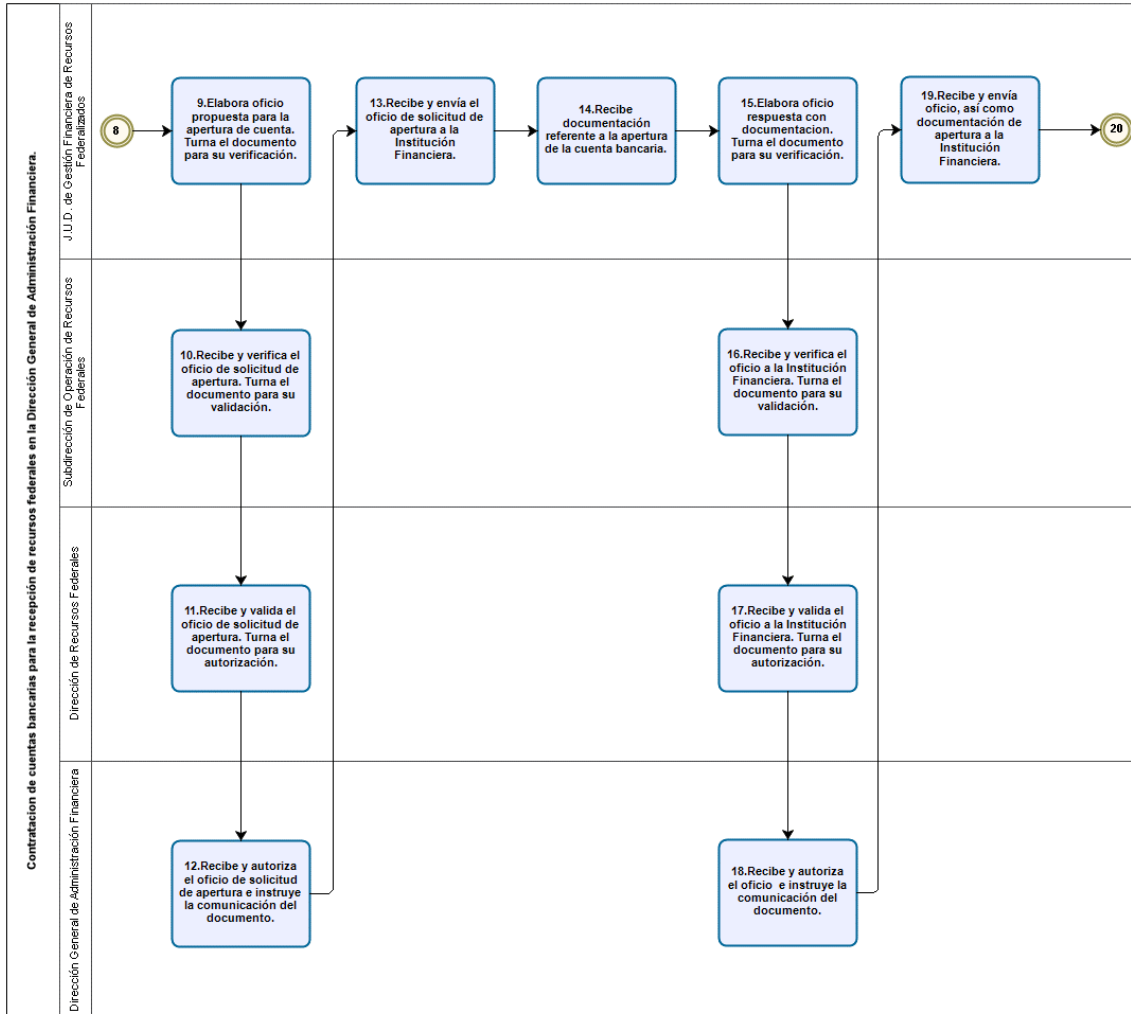 Contratacion de cuentas bancarias para la recepción de recursos federales en la Dirección General de Administración Financiera.
J.U.D. de Gestión Financiera de Recursos
Federalizados
8
9.Elabora oficio
propuesta para la
apertura de cuenta.
Turna el documento
para su verificación.
13.Recibe y envía el
oficio de solicitud de
apertura a la
Institución
Financiera.
14.Recibe
documentación
referente a la apertura
de la cuenta bancaria.
15.Elabora oficio
respuesta con
documentacion.
Turna el documento
para su verificación.
19.Recibe y envía
oficio, así como
documentación de
apertura a la
Institución
Financiera.
20
Subdirección de Operación de Recursos
Federales
10.Recibe y verifica el
oficio de solicitud de
apertura. Turna el
documento para su
validación.
16.Recibe y verifica el
oficio a la Institución
Financiera. Turna el
documento para su
validación.
Dirección de Recursos Federales
11.Recibe y valida el
oficio de solicitud de
apertura. Turna el
documento para su
autorización.
17.Recibe y valida el
oficio a la Institución
Financiera. Turna el
documento para su
autorización.
Dirección General de Administración Financiera
12.Recibe y autoriza
el oficio de solicitud
de apertura e instruye
la comunicación del
documento.
18.Recibe y autoriza
el oficio e instruye la
comunicación del
documento.